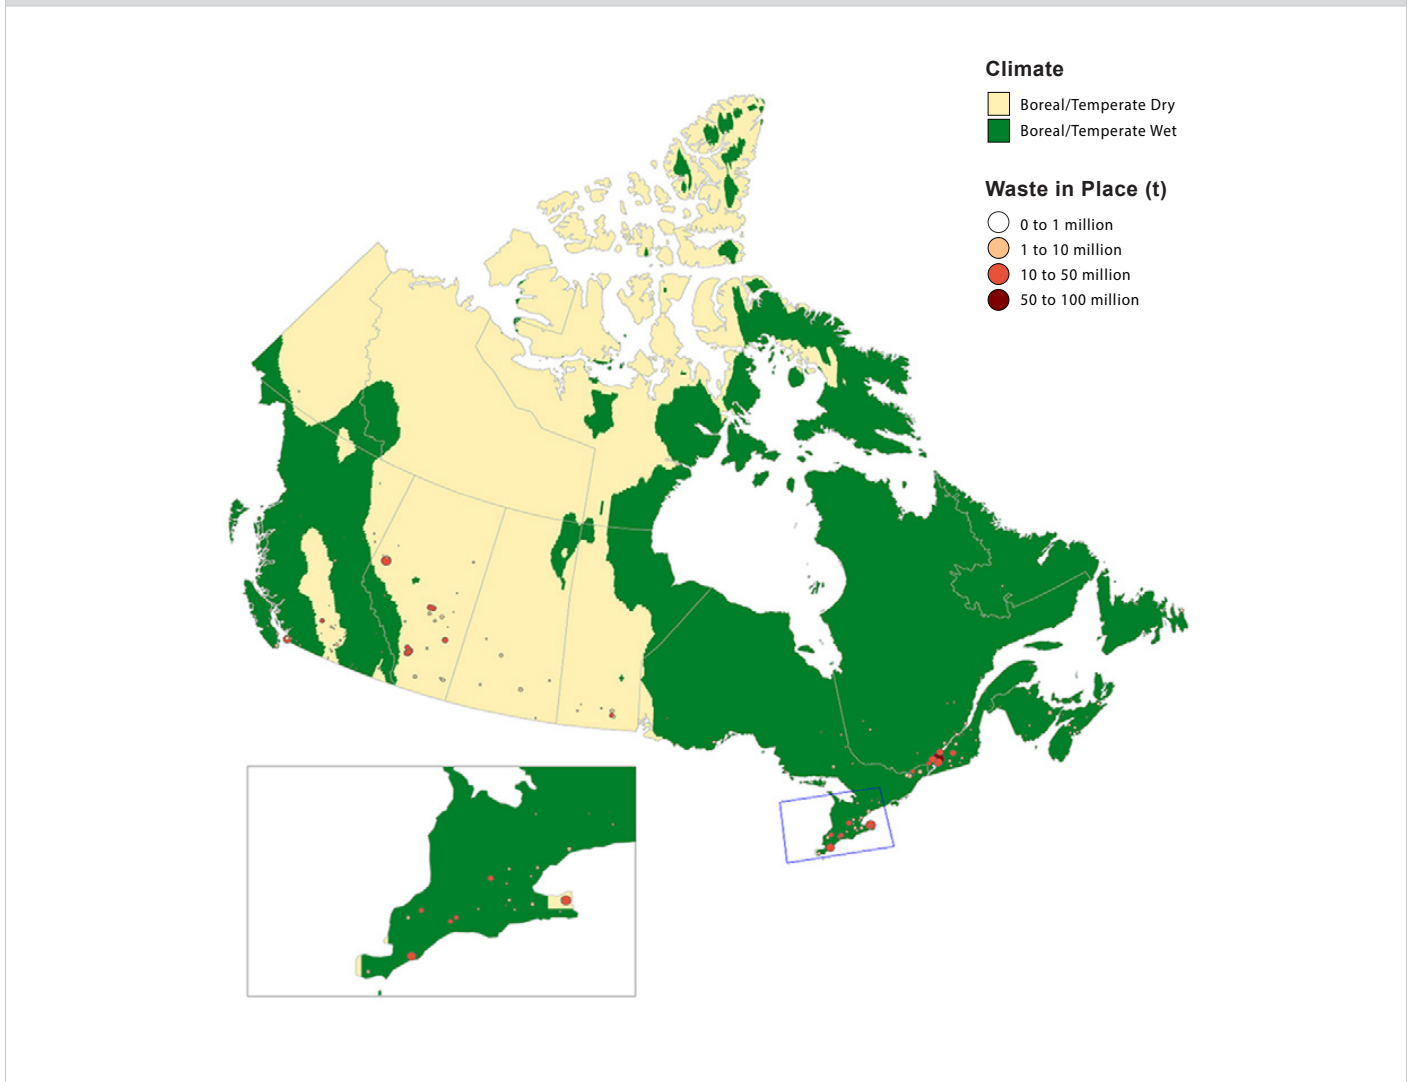 Climate
Boreal/Temperate Dry
Boreal/Temperate Wet
Waste in Place (t)
0 to 1 million
1 to 10 million
10 to 50 million
50 to 100 million